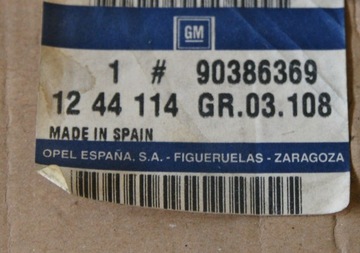 GM
1 # 90386369
12 44 114 GR.03.108
MADE IN SPAIN
OPEL ESPAÑA. S.A. - FIGUERUELAS - ZARAGOZA